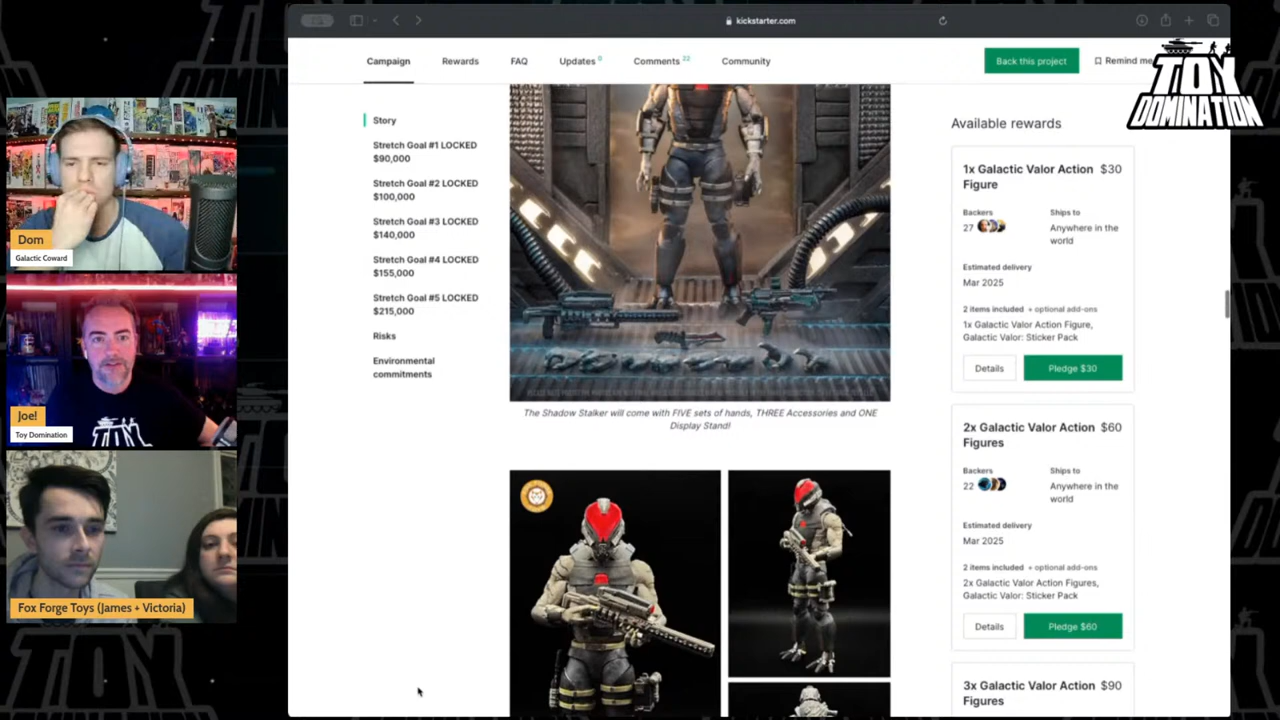 kickstarter.com
Campaign
Rewards
FAQ
Updates 0
Comments 22
Community
Back this project
Remind me
TOY
DOMINATION
Story
Stretch Goal #1 LOCKED
$90,000
Stretch Goal #2 LOCKED
$100,000
Stretch Goal #3 LOCKED
$140,000
Stretch Goal #4 LOCKED
$155,000
Stretch Goal #5 LOCKED
$215,000
Risks
Environmental
commitments
The Shadow Stalker will come with FIVE sets of hands, THREE Accessories and ONE
Display Stand!
Available rewards
1x Galactic Valor Action $30
Figure
Backers
27
Ships to
Anywhere in the
world
Estimated delivery
Mar 2025
2 items included + optional add-ons
1x Galactic Valor Action Figure,
Galactic Valor: Sticker Pack
Details
Pledge $30
2x Galactic Valor Action $60
Figures
Backers
22
Ships to
Anywhere in the
world
Estimated delivery
Mar 2025
2 items included + optional add-ons
2x Galactic Valor Action Figures,
Galactic Valor: Sticker Pack
Details
Pledge $60
3x Galactic Valor Action $90
Figures
Dom
Galactic Coward
Joe!
Toy Domination
Fox Forge Toys (James + Victoria)